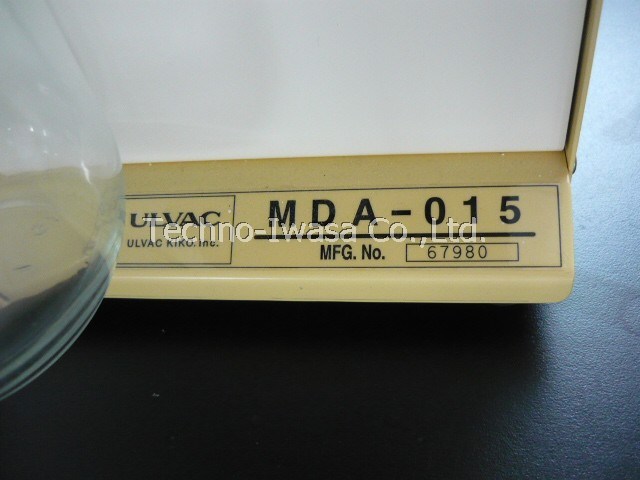 ULVAC
ULVAC KIKO. Inc.
MDA-015
MFG. No. 67980
Techno-Iwasa Co.,Ltd.